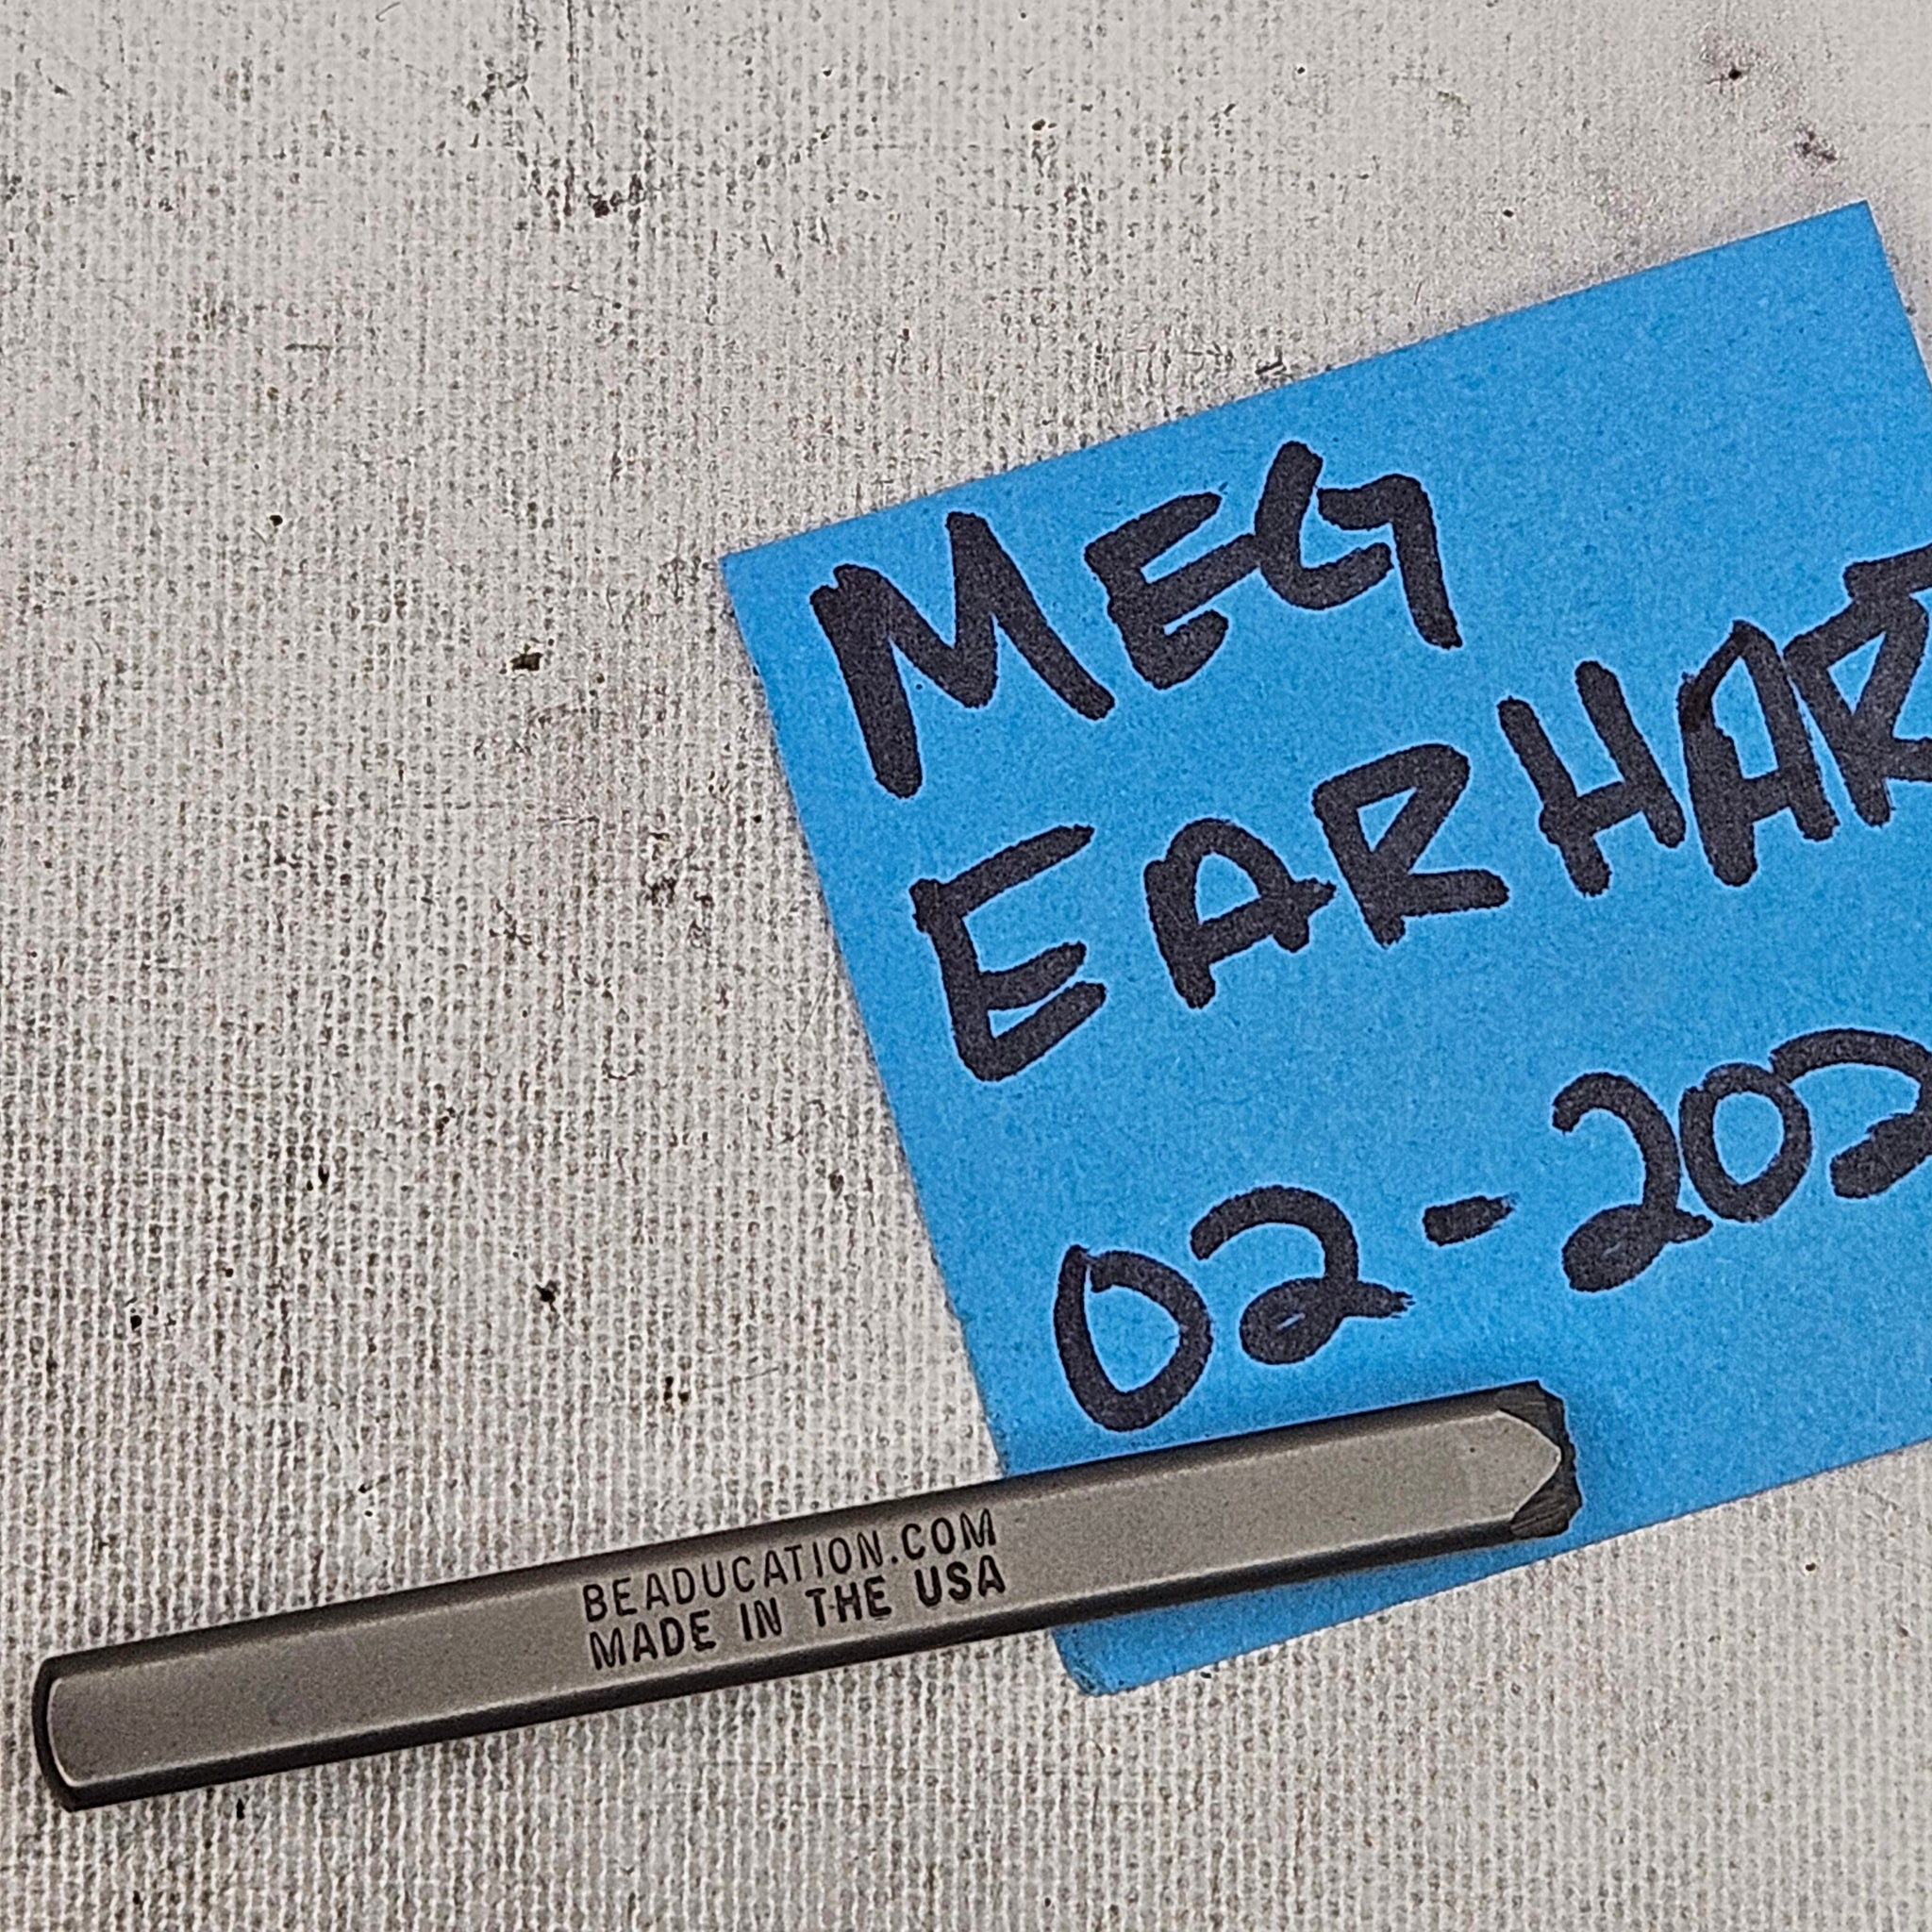 MEG
EARHAR
02-202
BEADUCATION.COM
MADE IN THE USA